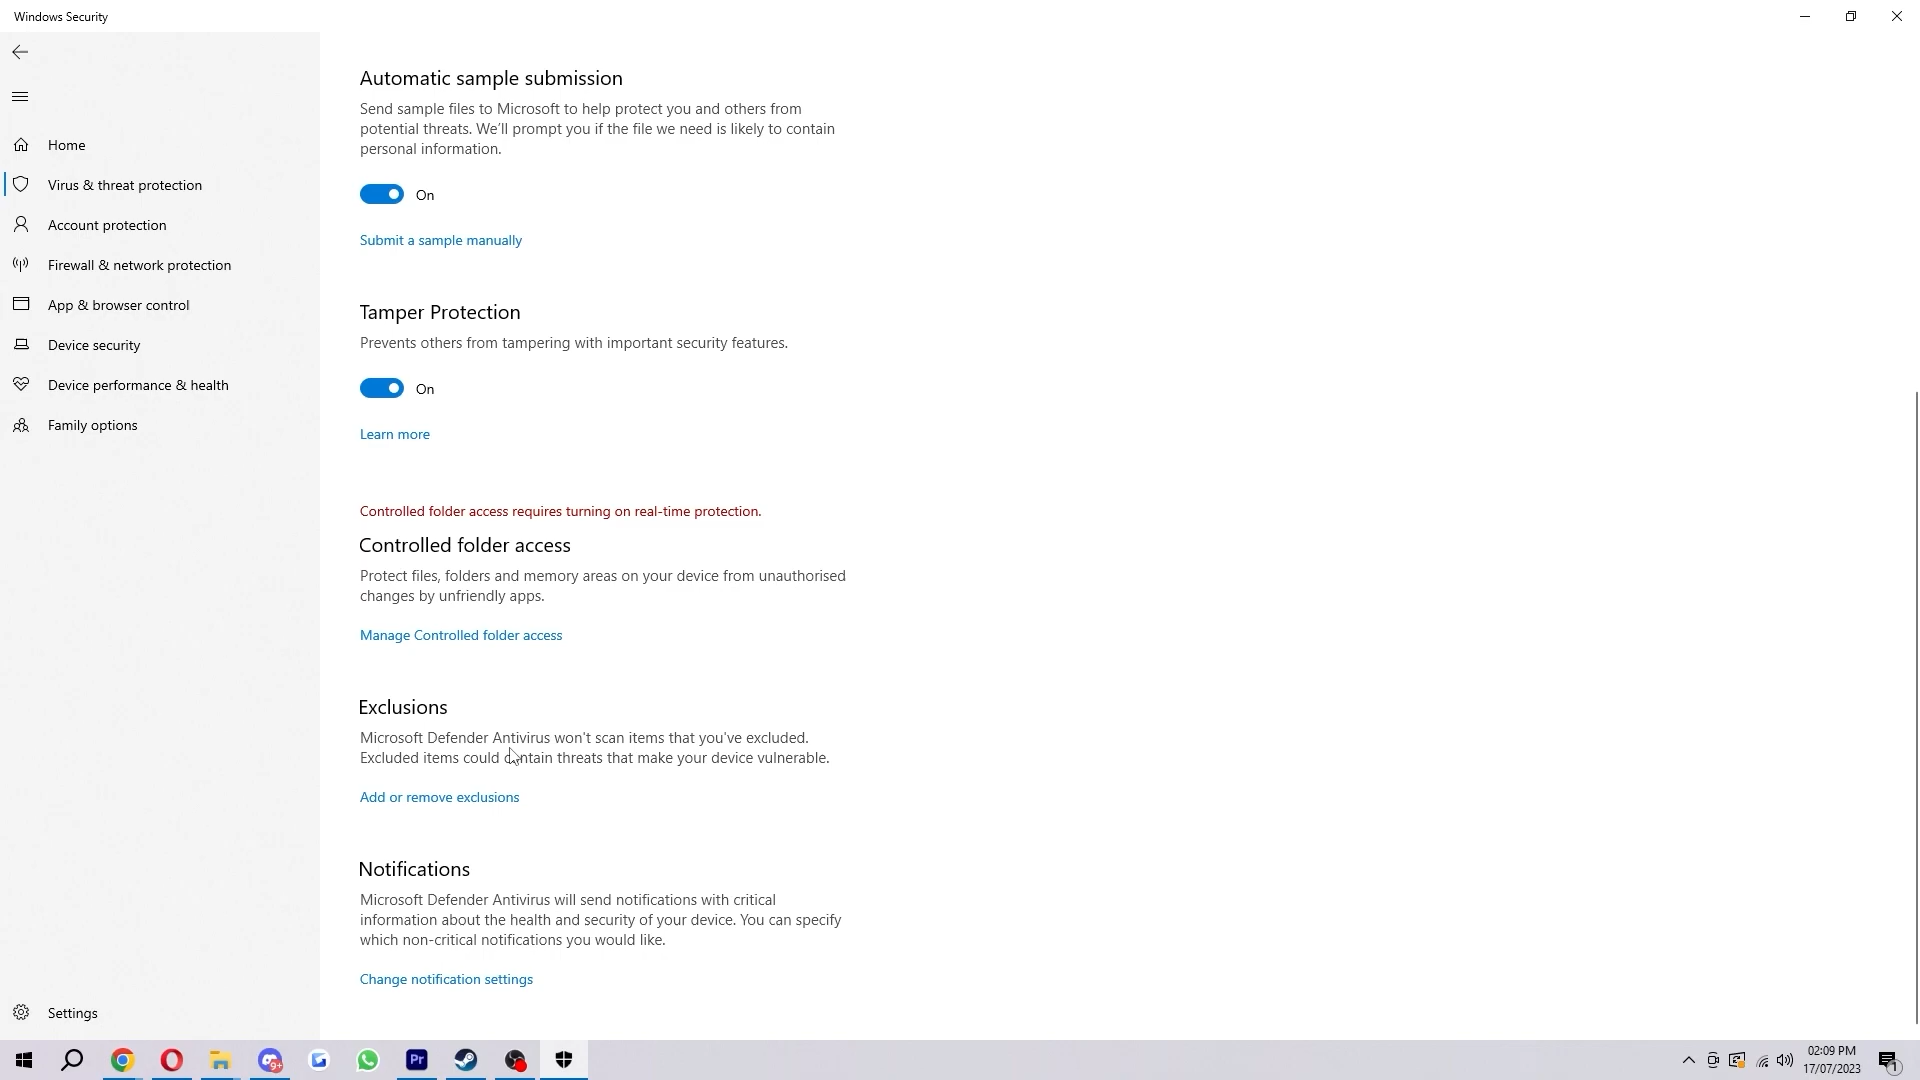 Windows Security
Home
Virus & threat protection
Account protection
Firewall & network protection
App & browser control
Device security
Device performance & health
Family options
Settings
Automatic sample submission
Send sample files to Microsoft to help protect you and others from
potential threats. We'll prompt you if the file we need is likely to contain
personal information.
On
Submit a sample manually
Tamper Protection
Prevents others from tampering with important security features.
On
Learn more
Controlled folder access requires turning on real-time protection.
Controlled folder access
Protect files, folders and memory areas on your device from unauthorised
changes by unfriendly apps.
Manage Controlled folder access
Exclusions
Microsoft Defender Antivirus won't scan items that you've excluded.
Excluded items could contain threats that make your device vulnerable.
Add or remove exclusions
Notifications
Microsoft Defender Antivirus will send notifications with critical
information about the health and security of your device. You can specify
which non-critical notifications you would like.
Change notification settings
9+
Pr
02:09 PM
17/07/2023
1